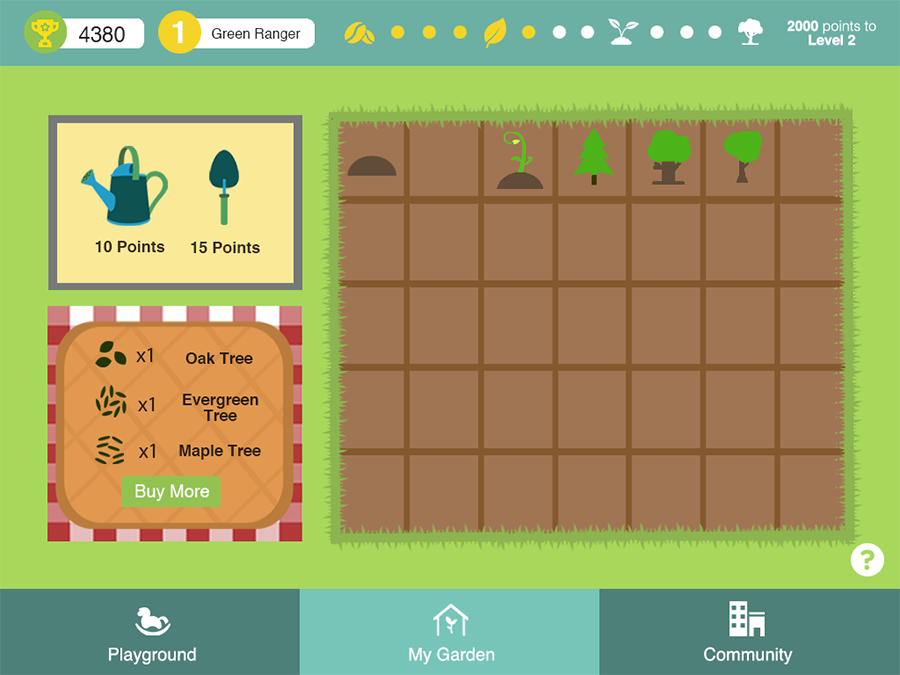 4380
1
Green Ranger
2000 points to
Level 2
10 Points
15 Points
x1 Oak Tree
x1 Evergreen
Tree
x1 Maple Tree
Buy More
?
Playground
My Garden
Community